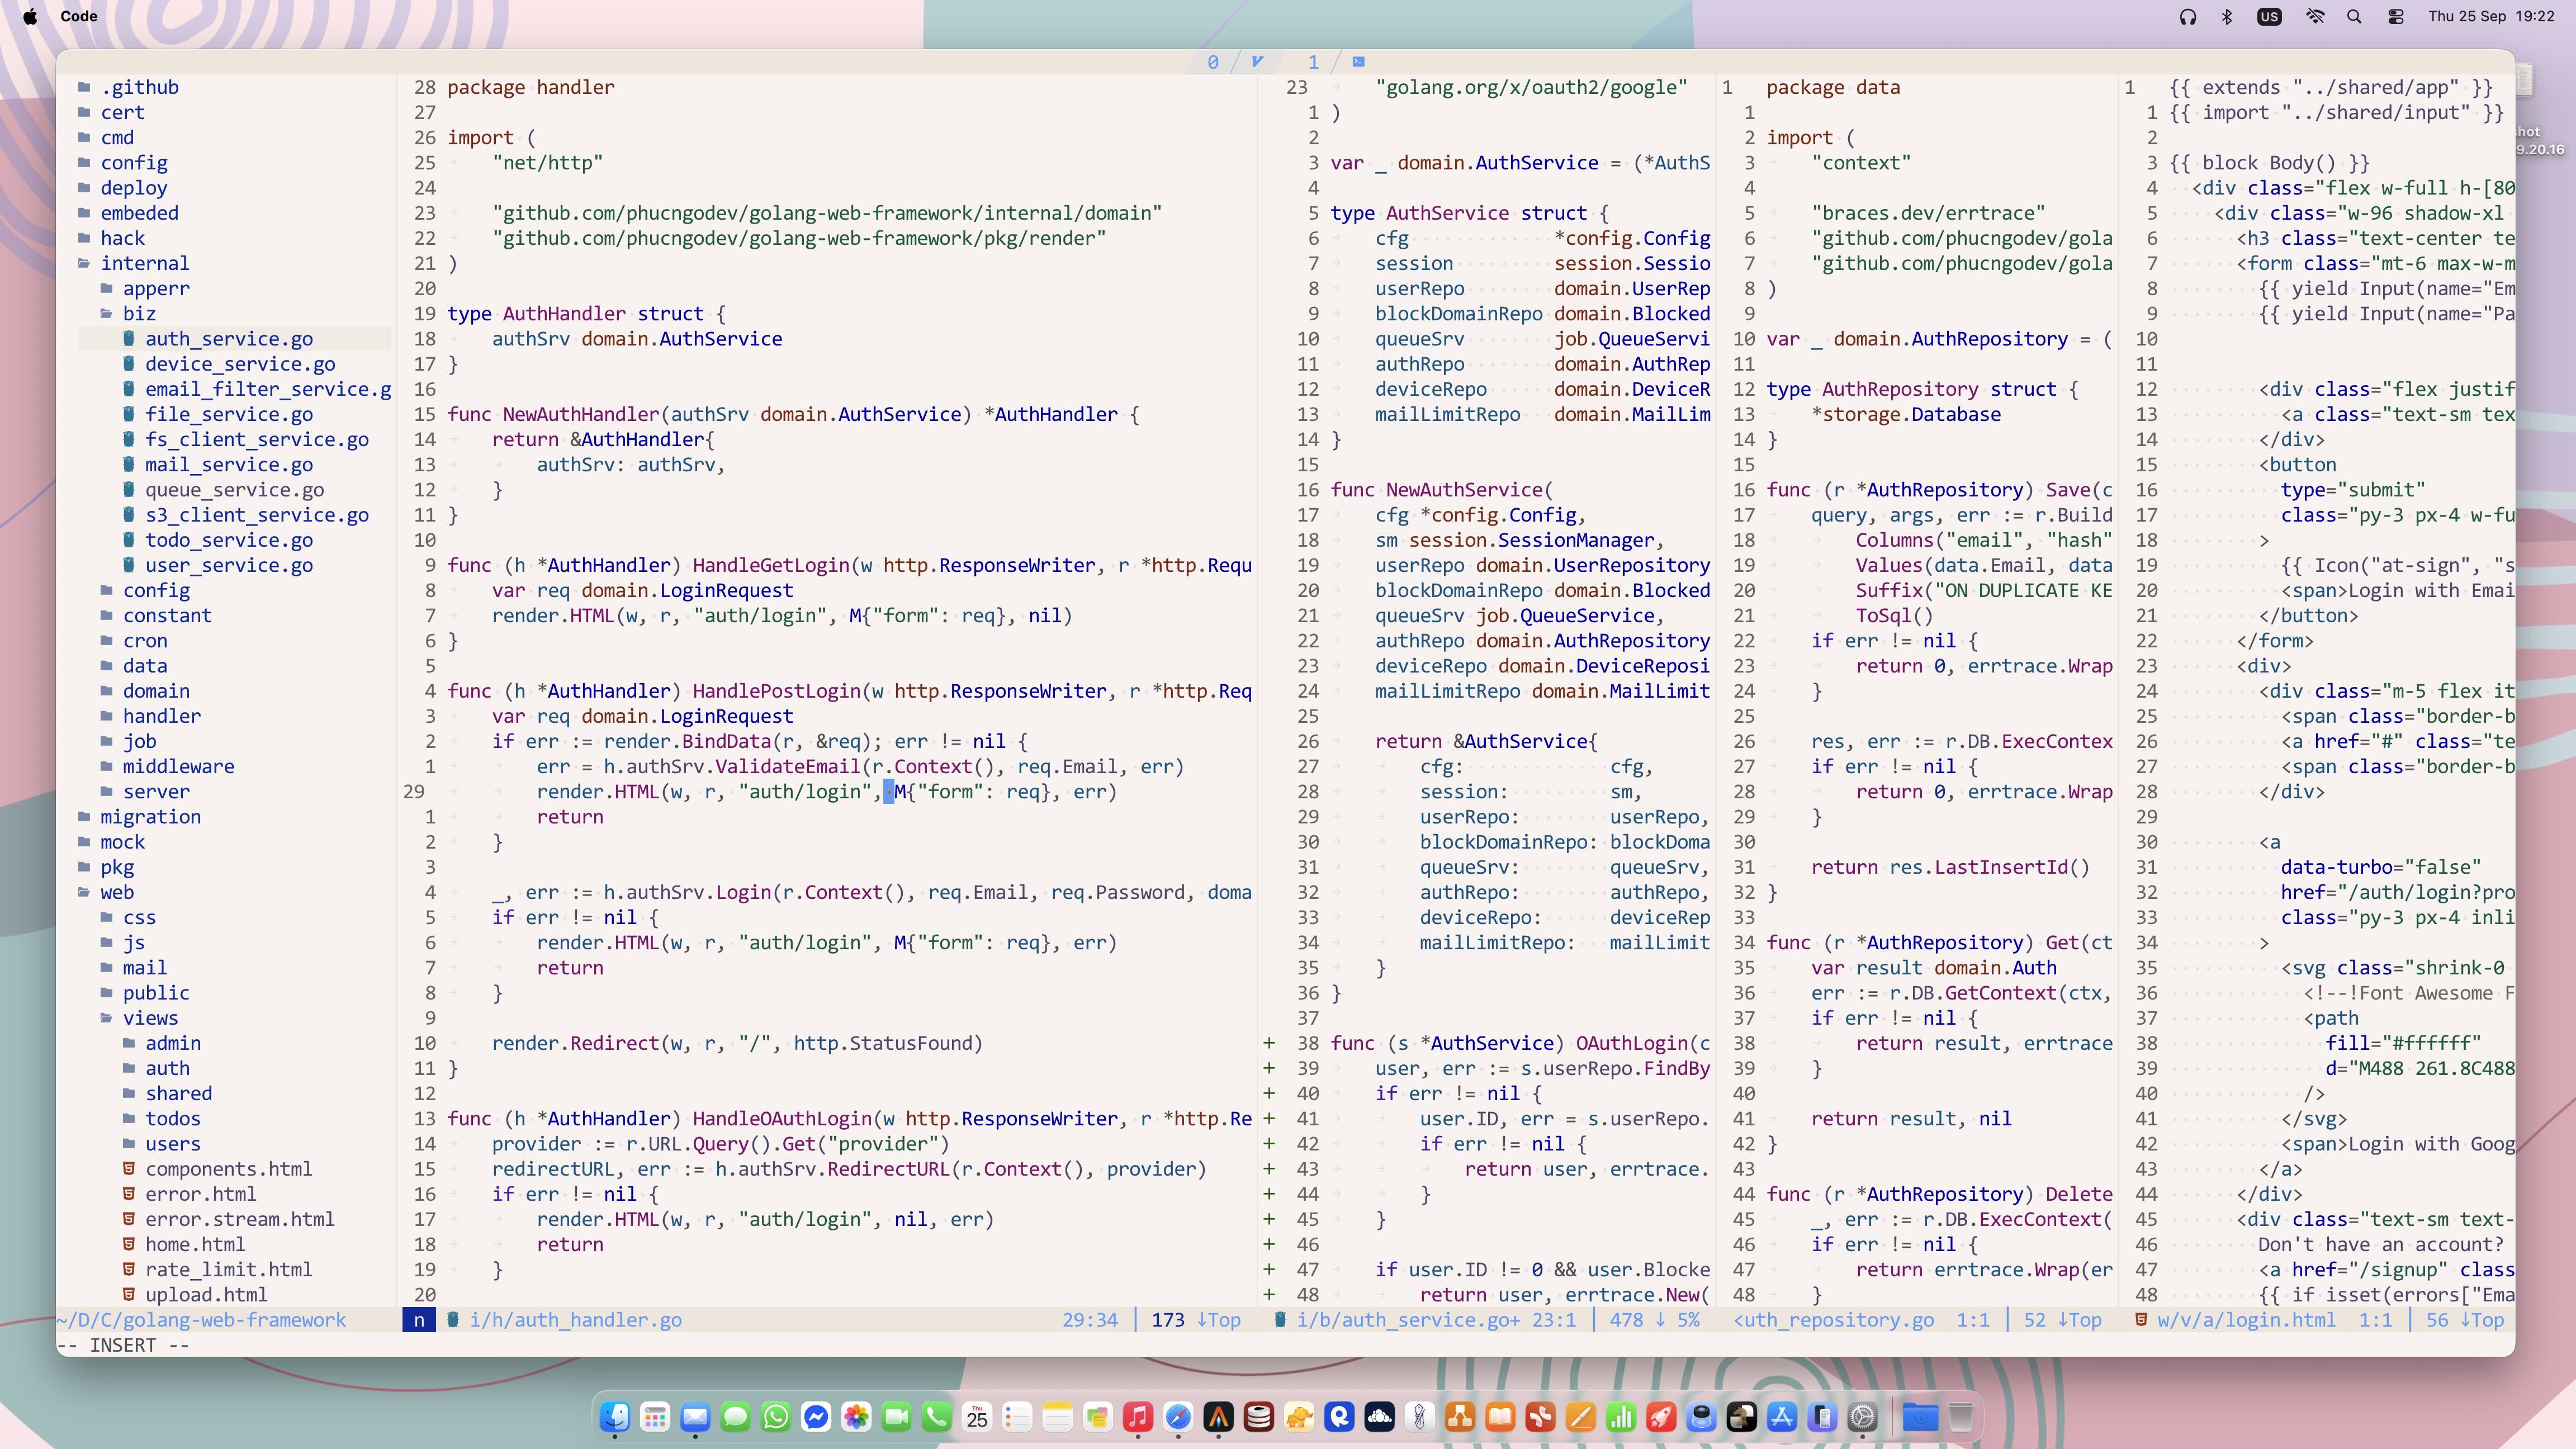 Code
US
Thu 25 Sep 19:22
0
1
shot
9.20.16
.github
cert
cmd
config
deploy
embeded
hack
internal
apperr
biz
auth_service.go
device_service.go
email_filter_service.g
file_service.go
fs_client_service.go
mail_service.go
queue_service.go
s3_client_service.go
todo_service.go
user_service.go
config
constant
cron
data
domain
handler
job
middleware
server
migration
mock
pkg
web
css
js
mail
public
views
admin
auth
shared
todos
users
components.html
error.html
error.stream.html
home.html
rate_limit.html
upload.html
~/D/C/golang-web-framework
28 package handler
27
26 import (
25 "net/http"
24
23 "github.com/phucngodev/golang-web-framework/internal/domain"
22 "github.com/phucngodev/golang-web-framework/pkg/render"
21 )
20
19 type AuthHandler struct {
18 authSrv domain.AuthService
17 }
16
15 func NewAuthHandler(authSrv domain.AuthService) *AuthHandler {
14 return &AuthHandler{
13 authSrv: authSrv,
12 }
11 }
10
9 func (h *AuthHandler) HandleGetLogin(w http.ResponseWriter, r *http.Requ
8 var req domain.LoginRequest
7 render.HTML(w, r, "auth/login", M{"form": req}, nil)
6 }
5
4 func (h *AuthHandler) HandlePostLogin(w http.ResponseWriter, r *http.Req
3 var req domain.LoginRequest
2 if err := render.BindData(r, &req); err != nil {
1 err = h.authSrv.ValidateEmail(r.Context(), req.Email, err)
29 render.HTML(w, r, "auth/login", M{"form": req}, err)
1 return
2 }
3
4 _, err := h.authSrv.Login(r.Context(), req.Email, req.Password, doma
5 if err != nil {
6 render.HTML(w, r, "auth/login", M{"form": req}, err)
7 return
8 }
9
10 render.Redirect(w, r, "/", http.StatusFound)
11 }
12
13 func (h *AuthHandler) HandleOAuthLogin(w http.ResponseWriter, r *http.Re
14 provider := r.URL.Query().Get("provider")
15 redirectURL, err := h.authSrv.RedirectURL(r.Context(), provider)
16 if err != nil {
17 render.HTML(w, r, "auth/login", nil, err)
18 return
19 }
20
n i/h/auth_handler.go 29:34 | 173 ↓Top
23 "golang.org/x/oauth2/google"
1 )
2
3 var _ domain.AuthService = (*AuthS
4
5 type AuthService struct {
6 cfg *config.Config
7 session session.Sessio
8 userRepo domain.UserRep
9 blockDomainRepo domain.Blocked
10 queueSrv job.QueueServi
11 authRepo domain.AuthRep
12 deviceRepo domain.DeviceR
13 mailLimitRepo domain.MailLim
14 }
15
16 func NewAuthService(
17 cfg *config.Config,
18 sm session.SessionManager,
19 userRepo domain.UserRepository
20 blockDomainRepo domain.Blocked
21 queueSrv job.QueueService,
22 authRepo domain.AuthRepository
23 deviceRepo domain.DeviceReposi
24 mailLimitRepo domain.MailLimit
25
26 return &AuthService{
27 cfg: cfg,
28 session: sm,
29 userRepo: userRepo,
30 blockDomainRepo: blockDoma
31 queueSrv: queueSrv,
32 authRepo: authRepo,
33 deviceRepo: deviceRep
34 mailLimitRepo: mailLimit
35 }
36 }
37
+ 38 func (s *AuthService) OAuthLogin(c
+ 39 user, err := s.userRepo.FindBy
+ 40 if err != nil {
+ 41 user.ID, err = s.userRepo.
+ 42 if err != nil {
+ 43 return user, errtrace.
+ 44 }
+ 45 }
+ 46
+ 47 if user.ID != 0 && user.Blocke
+ 48 return user, errtrace.New(
i/b/auth_service.go+ 23:1 | 478 ↓ 5%
1 package data
1
2 import (
3 "context"
4
5 "braces.dev/errtrace"
6 "github.com/phucngodev/gola
7 "github.com/phucngodev/gola
8 )
9
10 var _ domain.AuthRepository = (
11
12 type AuthRepository struct {
13 *storage.Database
14 }
15
16 func (r *AuthRepository) Save(c
17 query, args, err := r.Build
18 Columns("email", "hash"
19 Values(data.Email, data
20 Suffix("ON DUPLICATE KE
21 ToSql()
22 if err != nil {
23 return 0, errtrace.Wrap
24 }
25
26 res, err := r.DB.ExecContex
27 if err != nil {
28 return 0, errtrace.Wrap
29 }
30
31 return res.LastInsertId()
32 }
33
34 func (r *AuthRepository) Get(ct
35 var result domain.Auth
36 err := r.DB.GetContext(ctx,
37 if err != nil {
38 return result, errtrace
39 }
40
41 return result, nil
42 }
43
44 func (r *AuthRepository) Delete
45 _, err := r.DB.ExecContext(
46 if err != nil {
47 return errtrace.Wrap(er
48 }
<uth_repository.go 1:1 | 52 ↓Top
1 {{ extends "../shared/app" }}
1 {{ import "../shared/input" }}
2
3 {{ block Body() }}
4 <div class="flex w-full h-[80
5 <div class="w-96 shadow-xl
6 <h3 class="text-center te
7 <form class="mt-6 max-w-m
8 {{ yield Input(name="Em
9 {{ yield Input(name="Pa
10
11
12 <div class="flex justif
13 <a class="text-sm tex
14 </div>
15 <button
16 type="submit"
17 class="py-3 px-4 w-fu
18 >
19 {{ Icon("at-sign", "s
20 <span>Login with Emai
21 </button>
22 </form>
23 <div>
24 <div class="m-5 flex it
25 <span class="border-b
26 <a href="#" class="te
27 <span class="border-b
28 </div>
29
30 <a
31 data-turbo="false"
32 href="/auth/login?pro
33 class="py-3 px-4 inli
34 >
35 <svg class="shrink-0
36 <!--!Font Awesome F
37 <path
38 fill="#ffffff"
39 d="M488 261.8C488
40 />
41 </svg>
42 <span>Login with Goog
43 </a>
44 </div>
45 <div class="text-sm text-
46 Don't have an account?
47 <a href="/signup" class
48 {{ if isset(errors["Ema
w/v/a/login.html 1:1 | 56 ↓Top
-- INSERT --
Thu
25